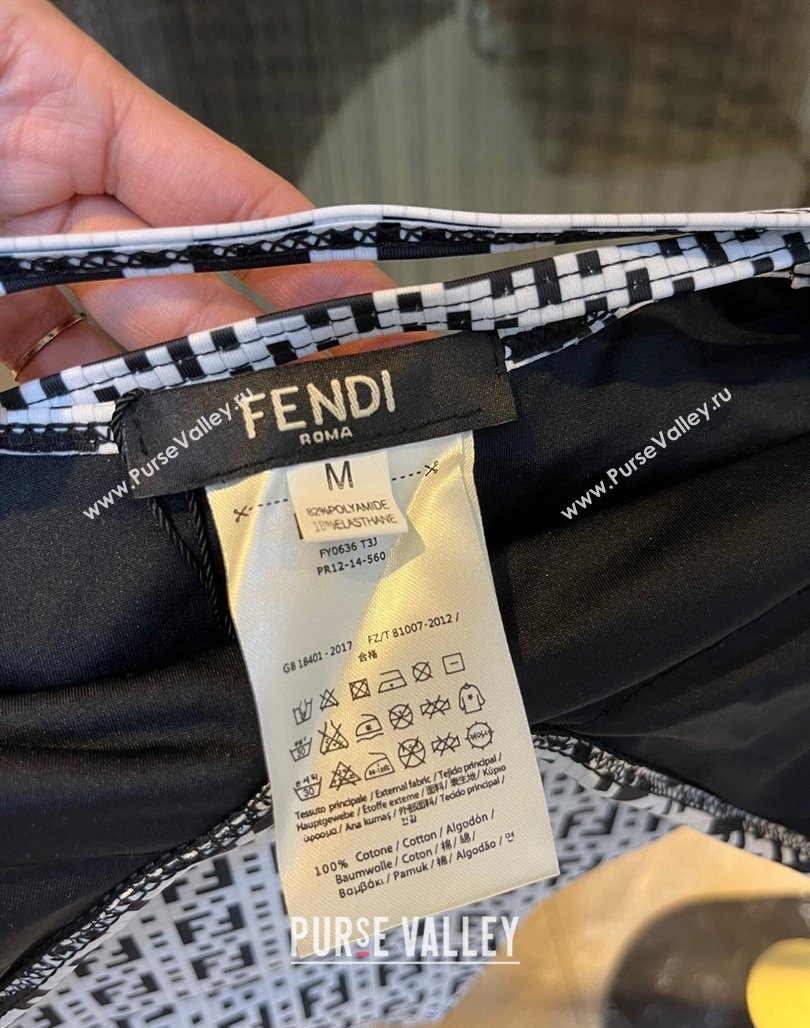 FENDI
ROMA
M
82%POLYAMIDE
18%ELASTHANE
FY0636 T3J
PR12-14-560
GB 18401 - 2017 FZ/T 81007-2012 /
合格
30
30
Tessuto principale / External fabric / Tejido principal /
Hauptgewebe / Étoffe externe / 面料 / 表生地 / Κύριο
ύφασμα / Ana kumaş / 外部面料 / Tecido principal /
100% Cotone / Cotton / Algodón /
Baumwolle / Coton / 棉 / 綿 /
Βαμβάκι / Pamuk / 棉 / Algodão / 면
www.PurseValley.ru
www.PurseValley.ru
PURSE VALLEY